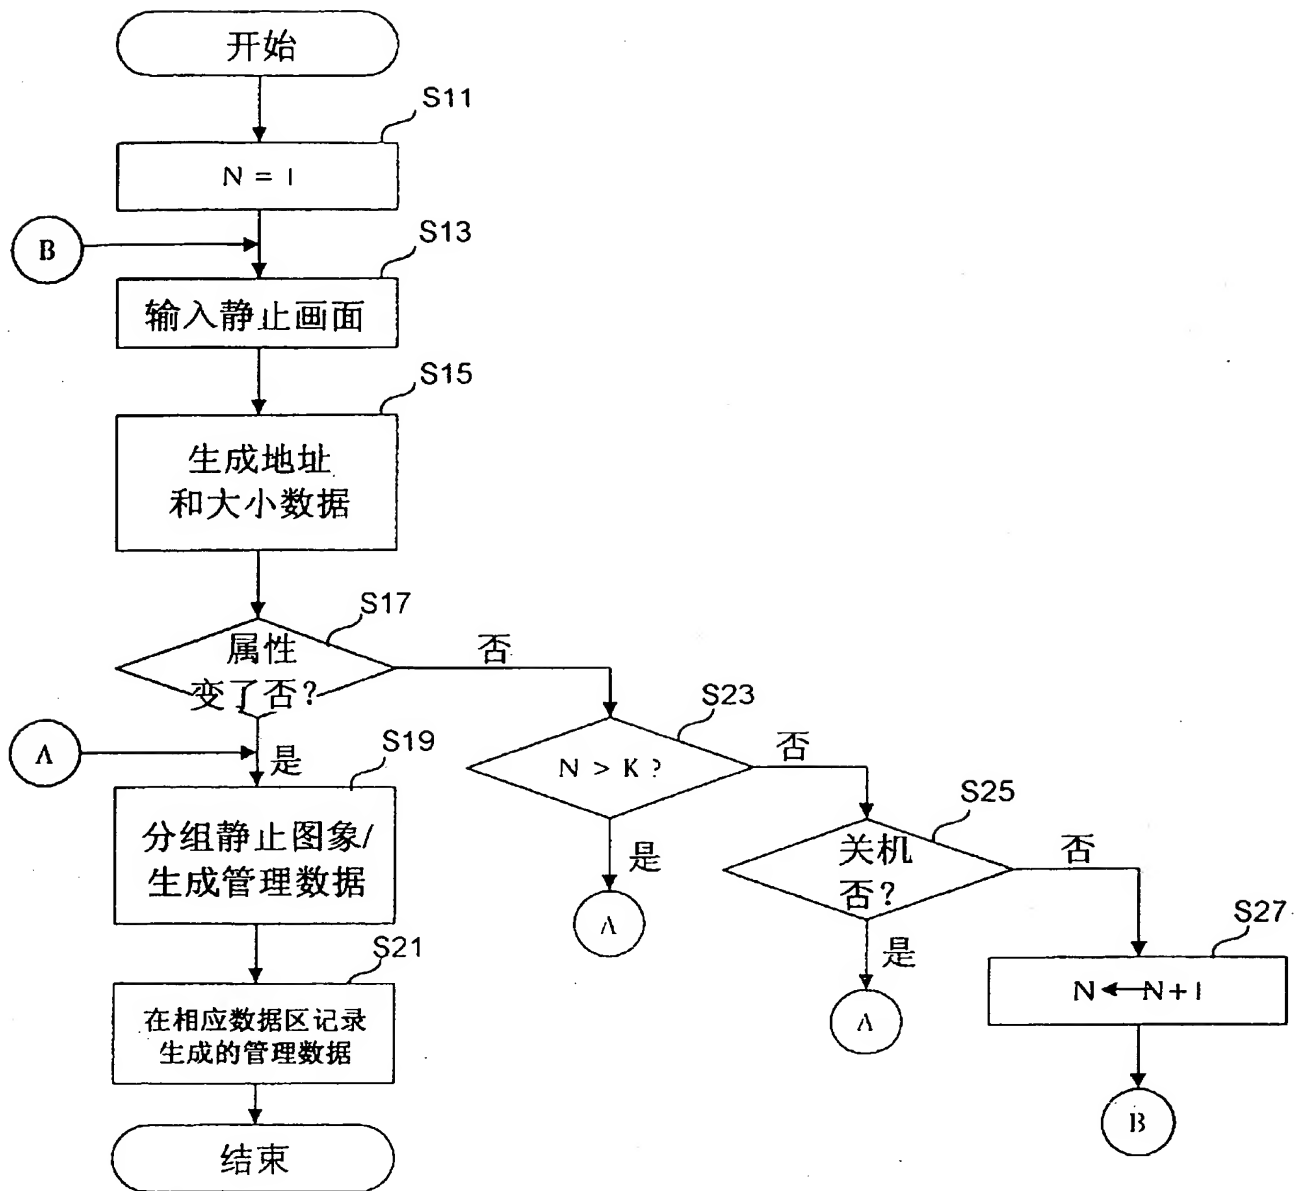 开始
S11
N = 1
B
S13
输入静止画面
S15
生成地址
和大小数据
S17
属性
变了否?
否
A
是
S19
分组静止图象/
生成管理数据
S21
在相应数据区记录
生成的管理数据
结束
S23
N > K ?
否
是
A
S25
关机
否?
否
是
A
S27
N ← N+1
B